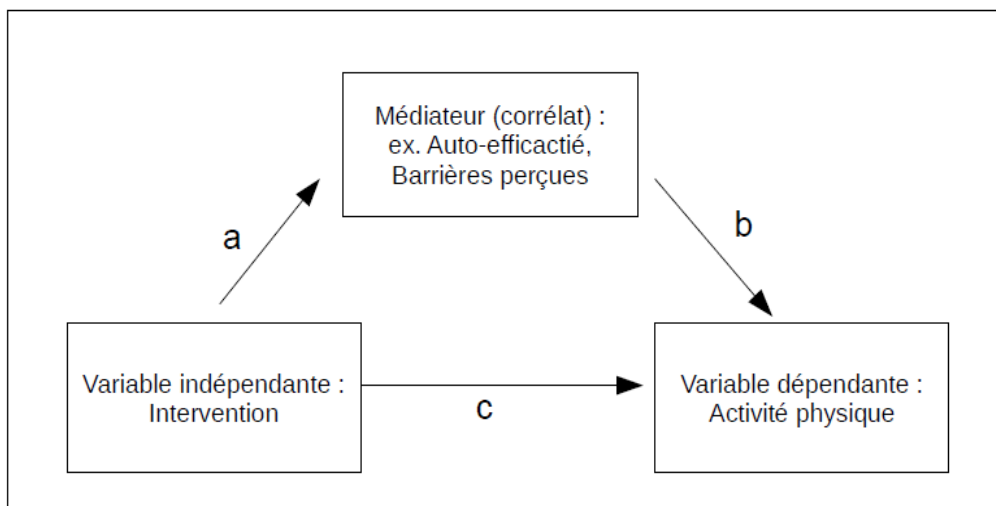 Médiateur (corrélat) :
ex. Auto-efficactié,
Barrières perçues
a
b
Variable indépendante :
Intervention
c
Variable dépendante :
Activité physique